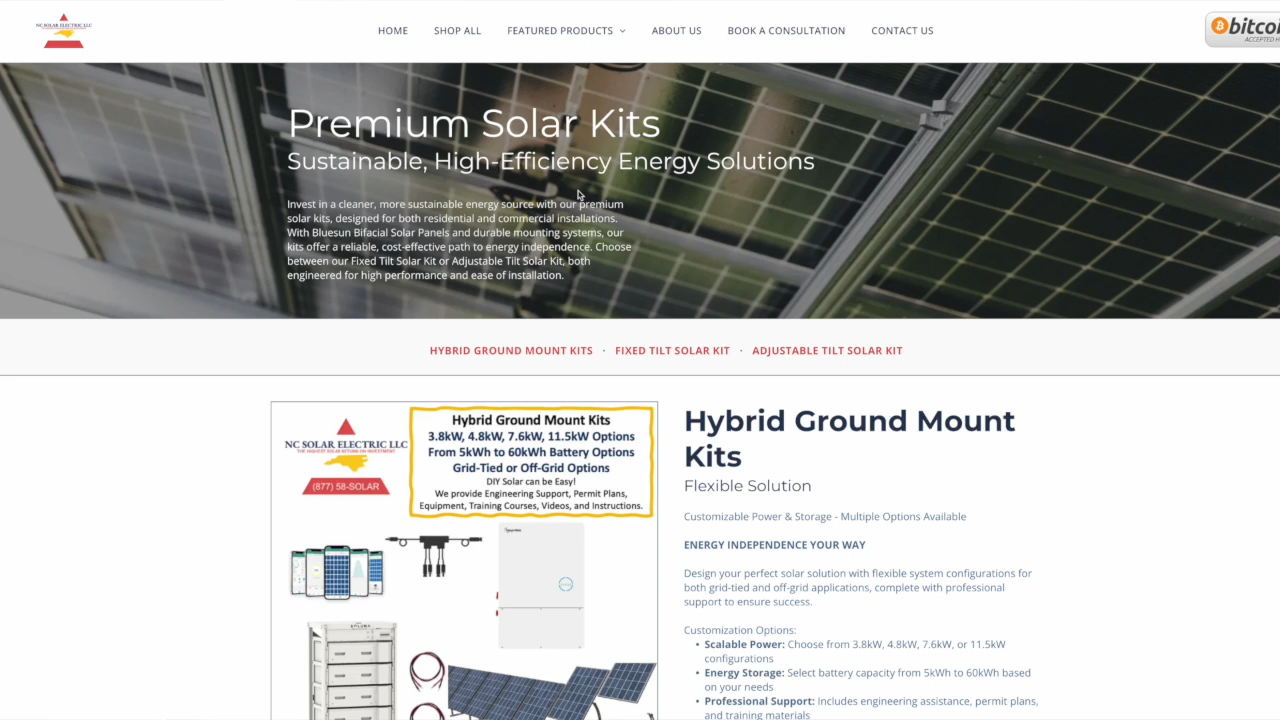 NC SOLAR ELECTRIC LLC
HOME SHOP ALL FEATURED PRODUCTS ABOUT US BOOK A CONSULTATION CONTACT US
Premium Solar Kits
Sustainable, High-Efficiency Energy Solutions
Invest in a cleaner, more sustainable energy source with our premium
solar kits, designed for both residential and commercial installations.
With Bluesun Bifacial Solar Panels and durable mounting systems, our
kits offer a reliable, cost-effective path to energy independence. Choose
between our Fixed Tilt Solar Kit or Adjustable Tilt Solar Kit, both
engineered for high performance and ease of installation.
HYBRID GROUND MOUNT KITS · FIXED TILT SOLAR KIT · ADJUSTABLE TILT SOLAR KIT
NC SOLAR ELECTRIC LLC
THE HIGHEST SOLAR RETURN ON INVESTMENT
(877) 58-SOLAR
Hybrid Ground Mount Kits
3.8kW, 4.8kW, 7.6kW, 11.5kW Options
From 5kWh to 60kWh Battery Options
Grid-Tied or Off-Grid Options
DIY Solar can be Easy!
We provide Engineering Support, Permit Plans,
Equipment, Training Courses, Videos, and Instructions.
Hybrid Ground Mount
Kits
Flexible Solution
Customizable Power & Storage - Multiple Options Available
ENERGY INDEPENDENCE YOUR WAY
Design your perfect solar solution with flexible system configurations for
both grid-tied and off-grid applications, complete with professional
support to ensure success.
Customization Options:
• Scalable Power: Choose from 3.8kW, 4.8kW, 7.6kW, or 11.5kW
configurations
• Energy Storage: Select battery capacity from 5kWh to 60kWh based
on your needs
• Professional Support: Includes engineering assistance, permit plans,
and training materials